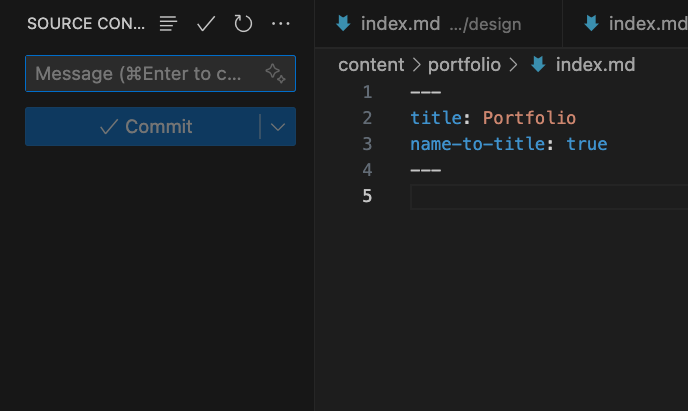 SOURCE CON...
Message (⌘Enter to c...
Commit
index.md .../design
index.md
content > portfolio > index.md
1 ---
2 title: Portfolio
3 name-to-title: true
4 ---
5